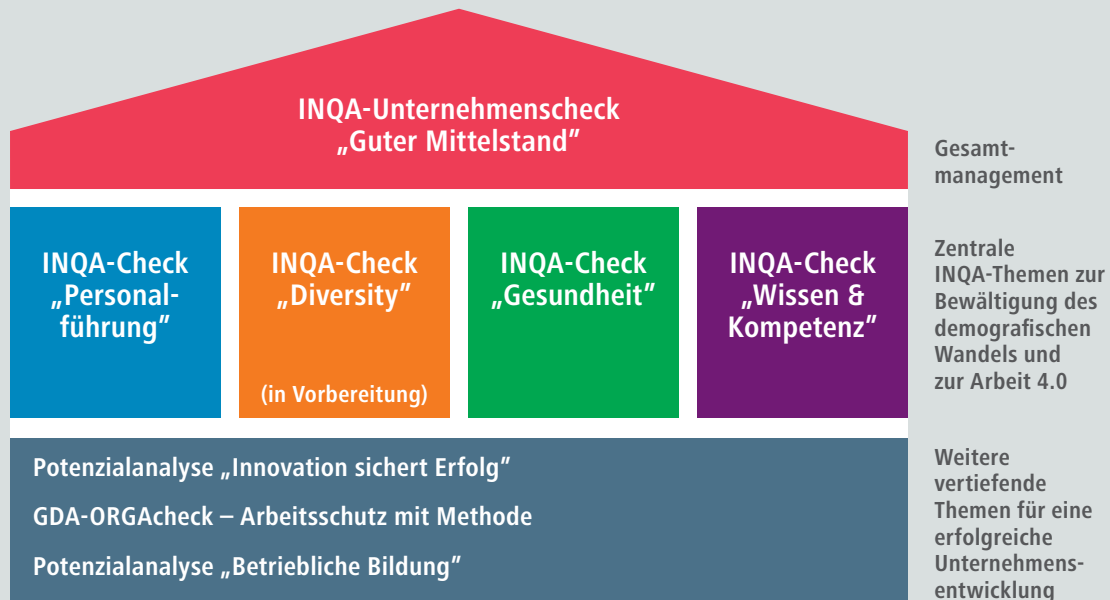 INQA-Unternehmenscheck
„Guter Mittelstand”
Gesamt-
management
INQA-Check
„Personal-
führung”
INQA-Check
„Diversity”
(in Vorbereitung)
INQA-Check
„Gesundheit”
INQA-Check
„Wissen &
Kompetenz”
Zentrale
INQA-Themen zur
Bewältigung des
demografischen
Wandels und
zur Arbeit 4.0
Potenzialanalyse „Innovation sichert Erfolg”
GDA-ORGAcheck – Arbeitsschutz mit Methode
Potenzialanalyse „Betriebliche Bildung”
Weitere
vertiefende
Themen für eine
erfolgreiche
Unternehmens-
entwicklung